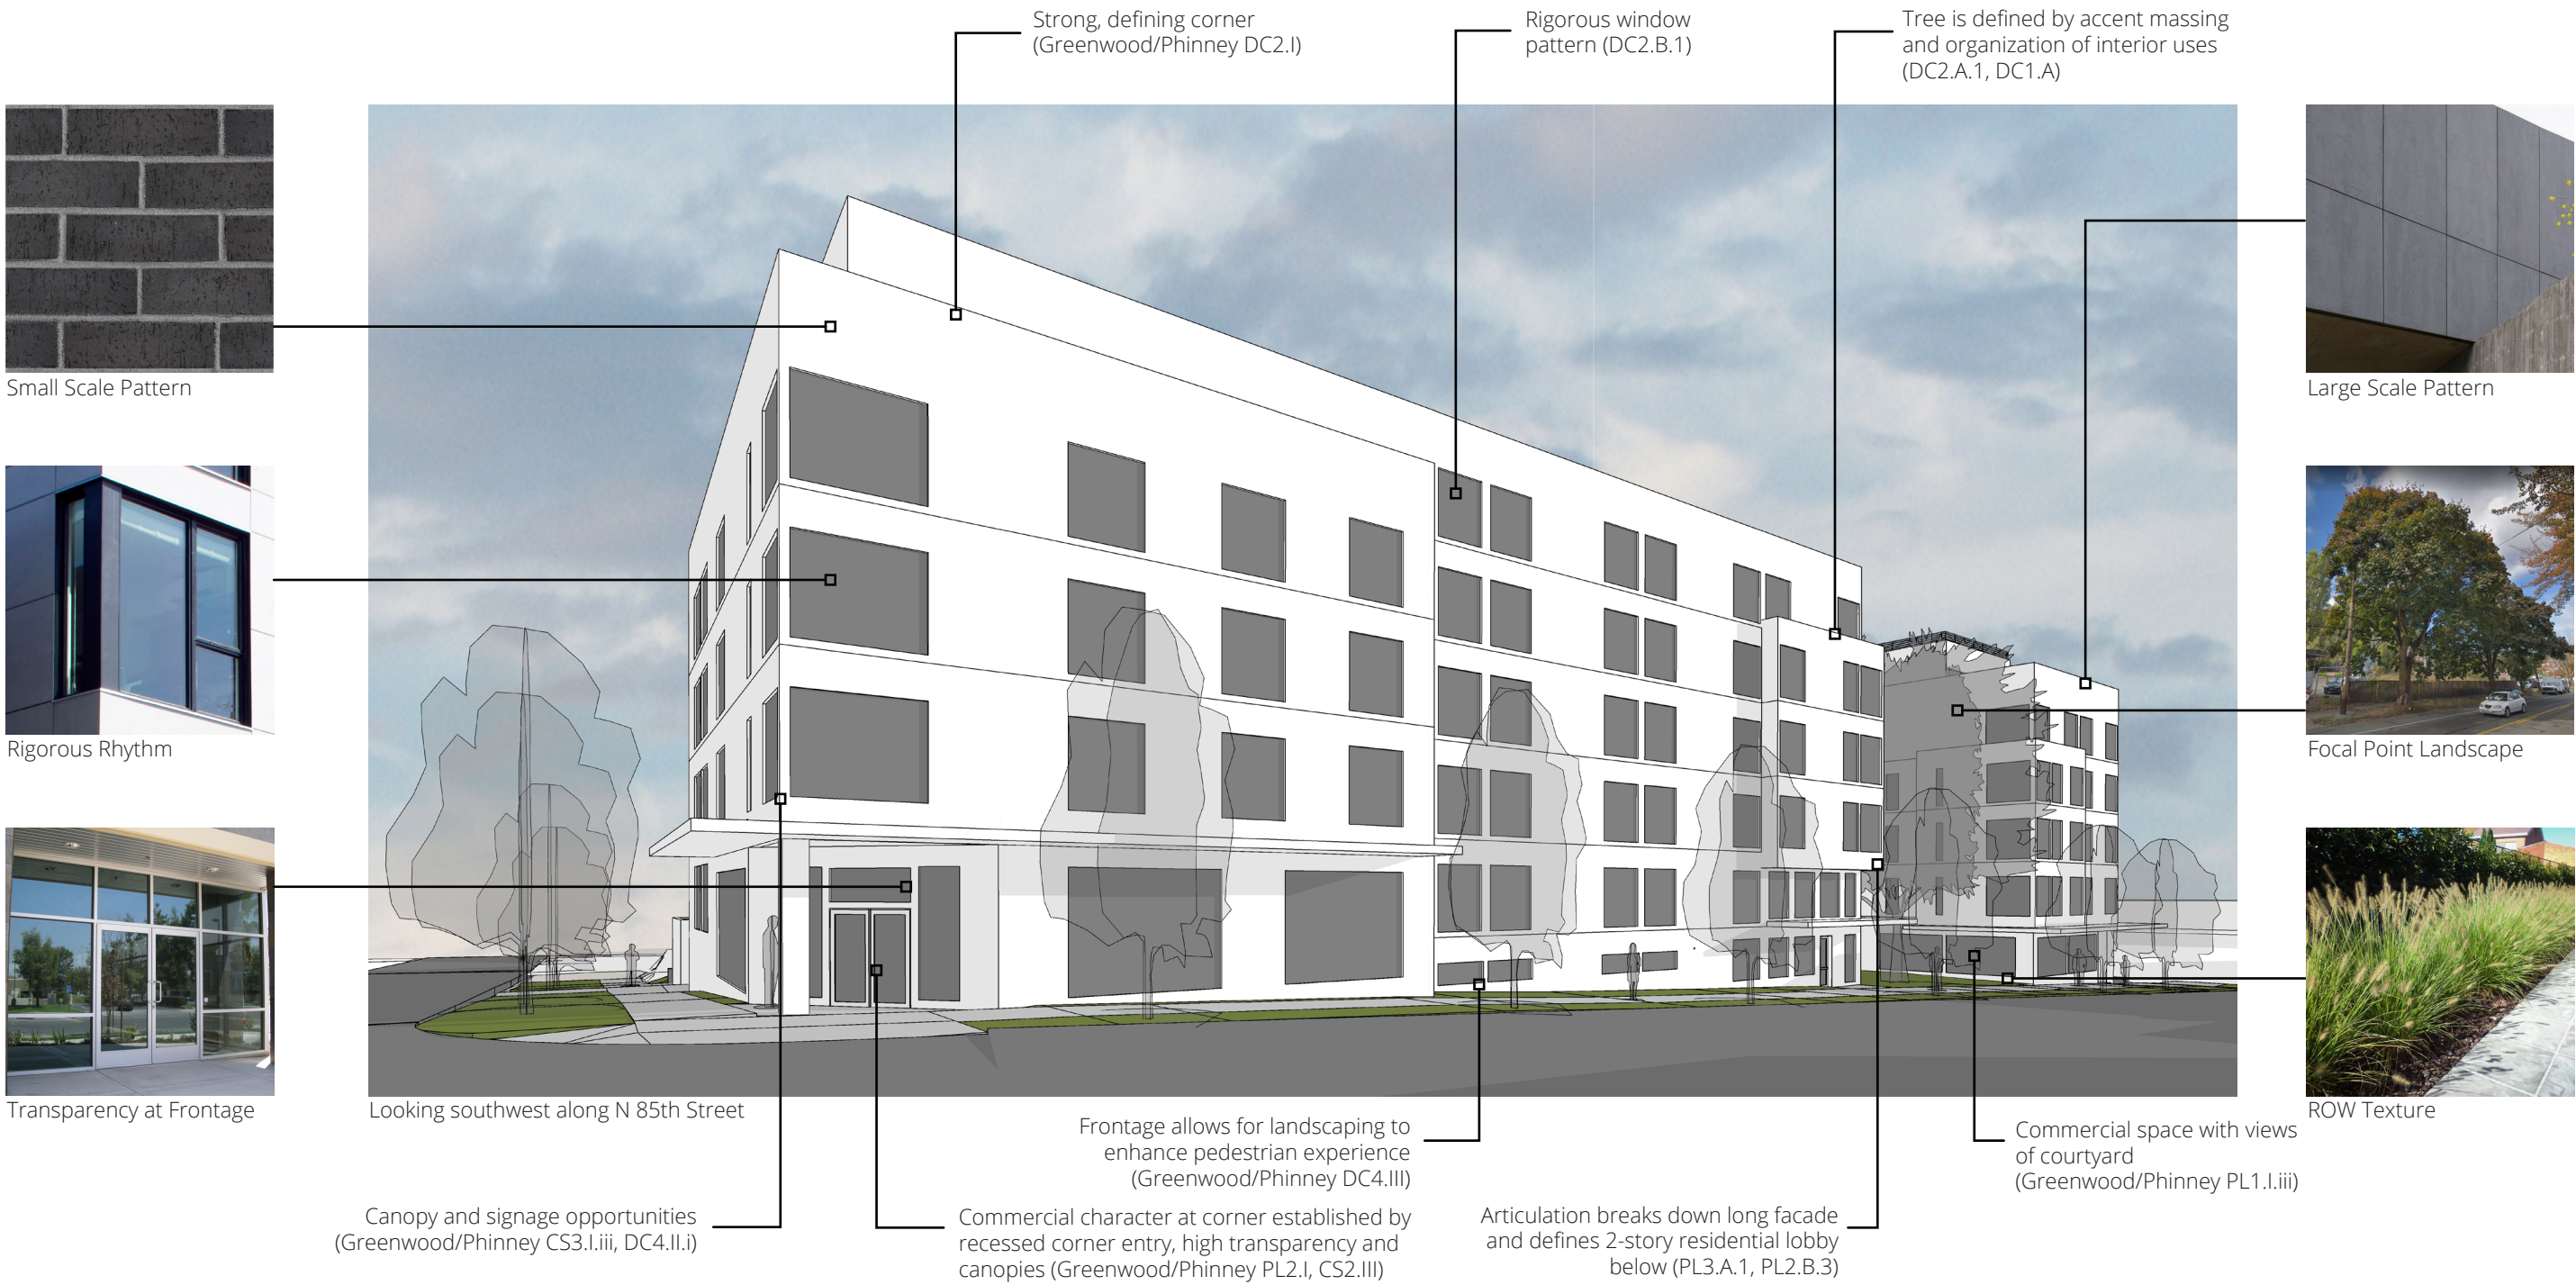 Strong, defining corner
(Greenwood/Phinney DC2.I)
Rigorous window
pattern (DC2.B.1)
Tree is defined by accent massing
and organization of interior uses
(DC2.A.1, DC1.A)
Small Scale Pattern
Large Scale Pattern
Rigorous Rhythm
Focal Point Landscape
Transparency at Frontage
Looking southwest along N 85th Street
ROW Texture
Frontage allows for landscaping to
enhance pedestrian experience
(Greenwood/Phinney DC4.III)
Commercial space with views
of courtyard
(Greenwood/Phinney PL1.I.iii)
Canopy and signage opportunities
(Greenwood/Phinney CS3.I.iii, DC4.II.i)
Commercial character at corner established by
recessed corner entry, high transparency and
canopies (Greenwood/Phinney PL2.I, CS2.III)
Articulation breaks down long facade
and defines 2-story residential lobby
below (PL3.A.1, PL2.B.3)